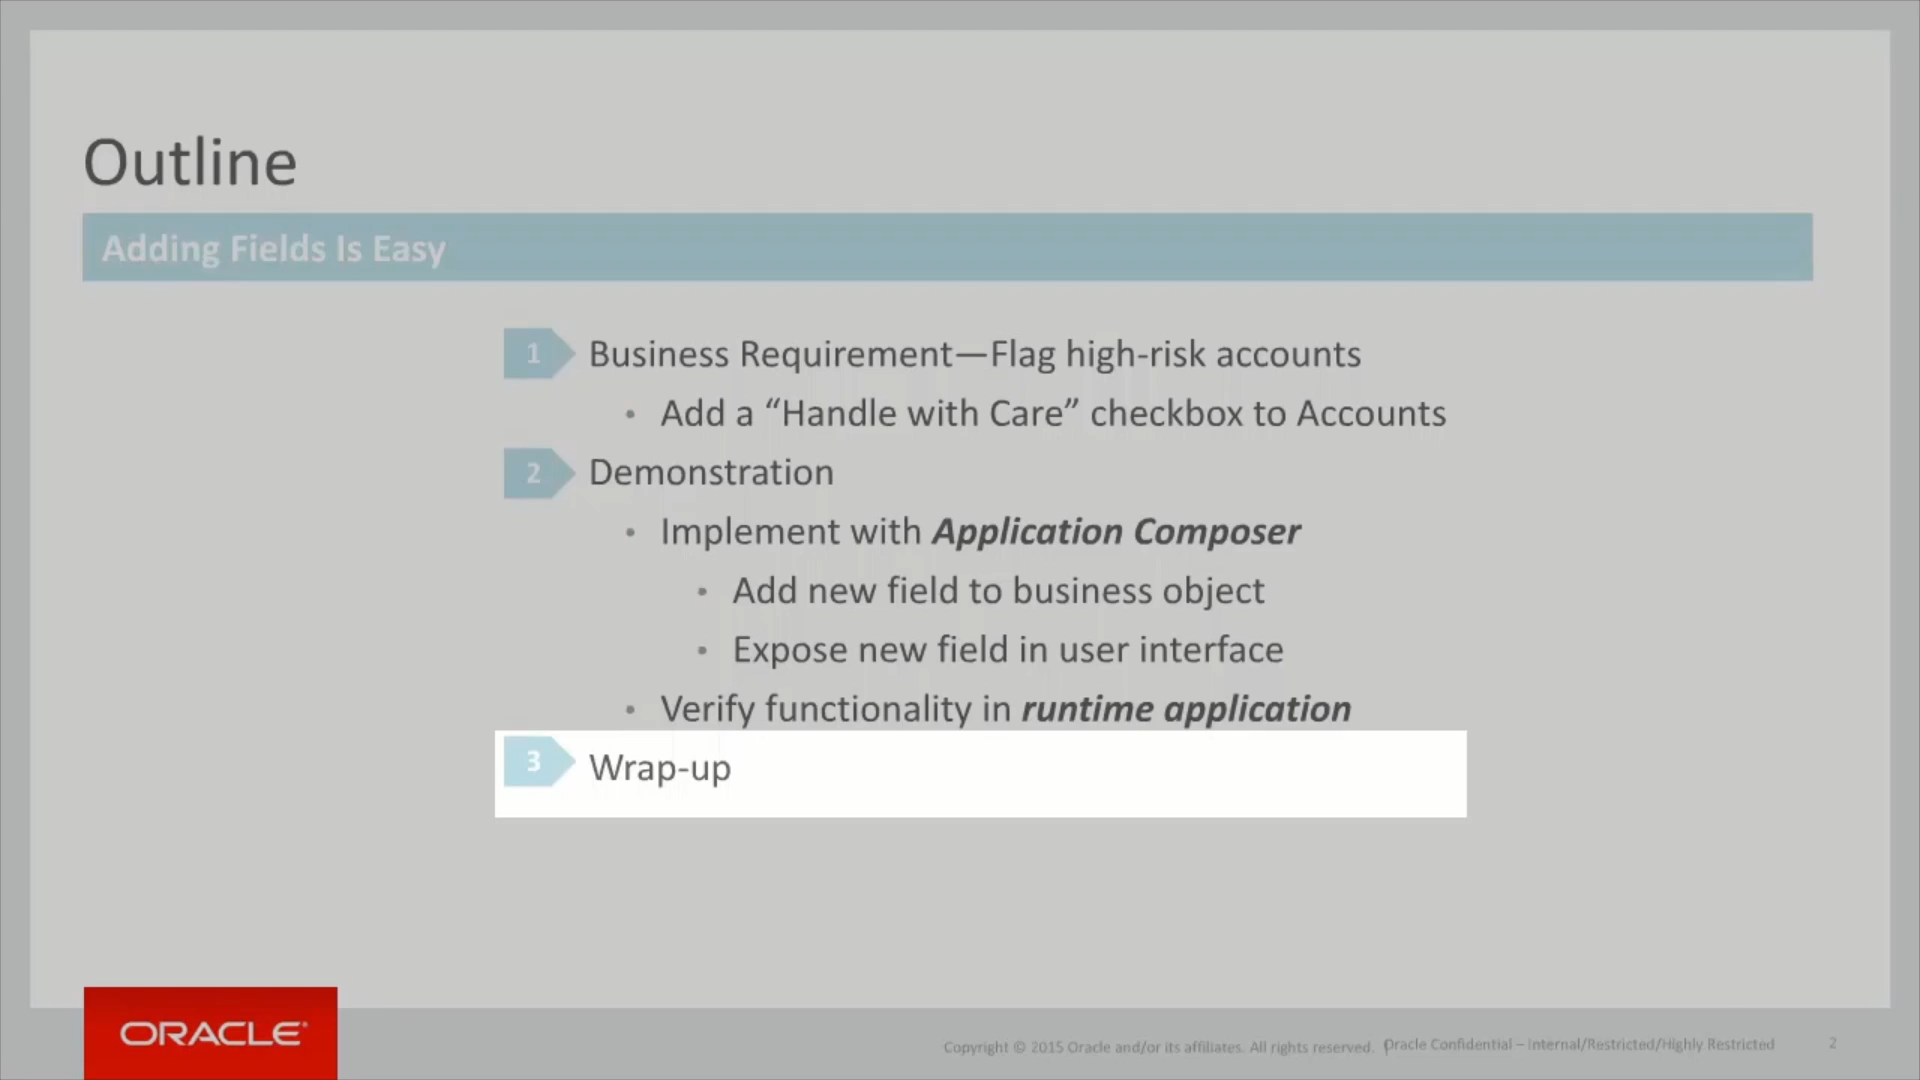 Outline
Adding Fields Is Easy
1 Business Requirement—Flag high-risk accounts
• Add a “Handle with Care” checkbox to Accounts
2 Demonstration
• Implement with Application Composer
• Add new field to business object
• Expose new field in user interface
• Verify functionality in runtime application
3 Wrap-up
ORACLE
Copyright © 2015 Oracle and/or its affiliates. All rights reserved. | Oracle Confidential – Internal/Restricted/Highly Restricted 2